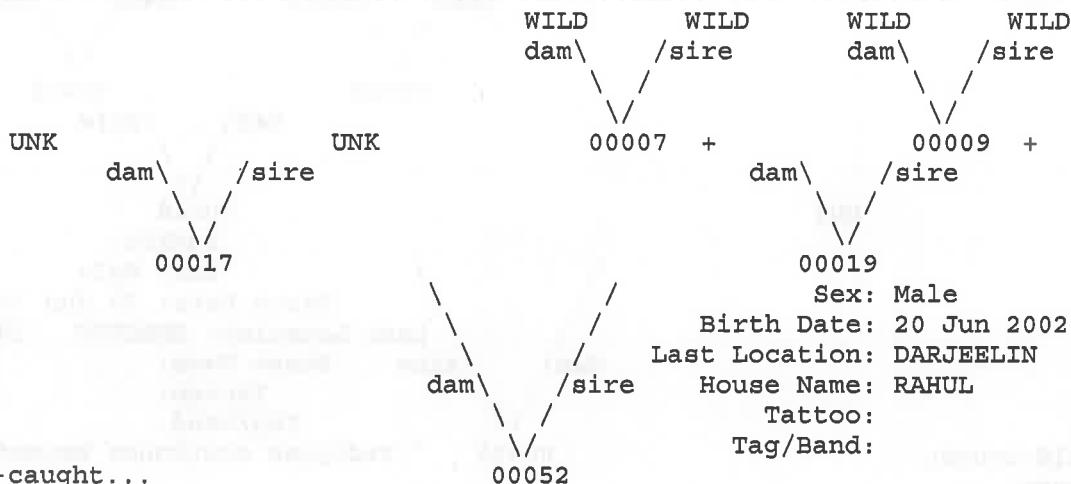 WILD WILD WILD WILD
dam\ /sire dam\ /sire
\ / \ /
\/ \/
UNK UNK 00007 + 00009 +
dam\ /sire dam\ /sire
\ / \ /
\/ \/
00017 00019
\ / Sex: Male
\ / Birth Date: 20 Jun 2002
\ / Last Location: DARJEELIN
dam\ /sire House Name: RAHUL
\ / Tattoo:
\/ Tag/Band:
-caught... 00052